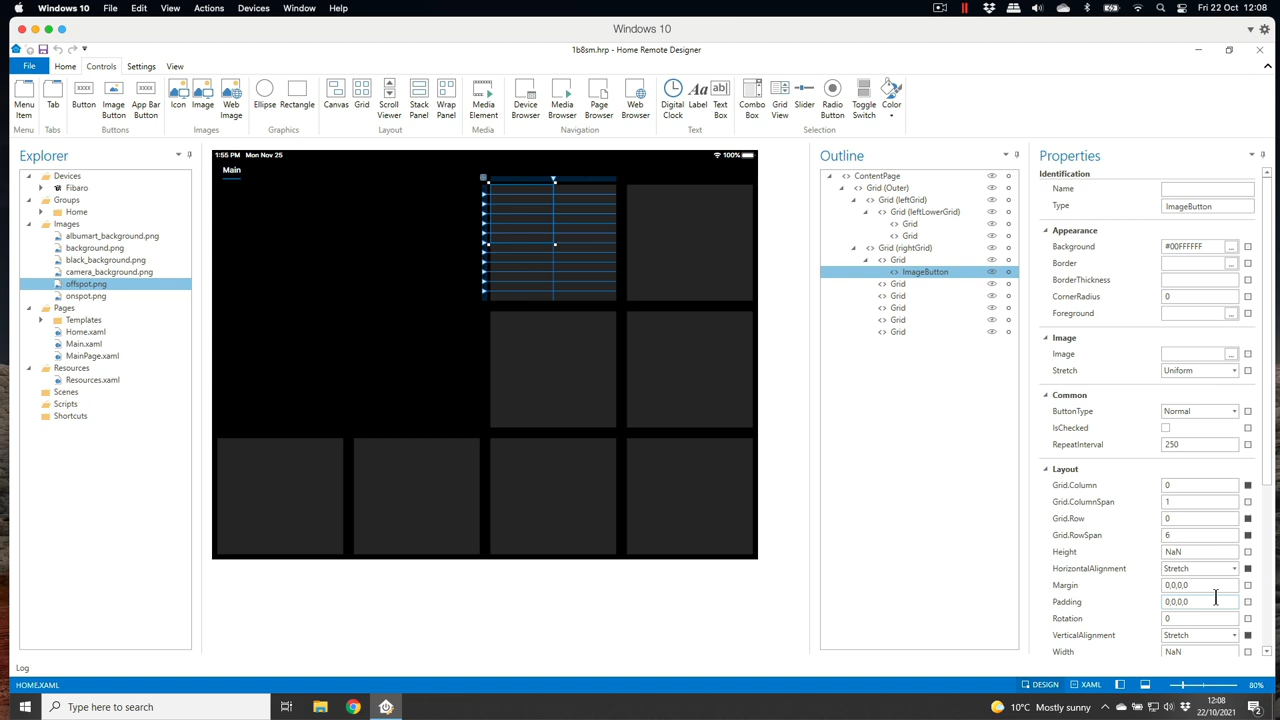 Windows 10 File Edit View Actions Devices Window Help Fri 22 Oct 12:08
Windows 10
1b8sm.hrp - Home Remote Designer
File Home Controls Settings View
Menu Item Tab Button Image Button App Bar Button Icon Image Web Image Ellipse Rectangle Canvas Grid Scroll Viewer Stack Panel Wrap Panel Media Element Device Browser Media Browser Page Browser Web Browser Digital Clock Label Text Box Combo Box Grid View Slider Radio Button Toggle Switch Color
Menu Tabs Buttons Images Graphics Layout Media Navigation Text Selection
Explorer
Devices
Fibaro
Groups
Home
Images
albumart_background.png
background.png
black_background.png
camera_background.png
offspot.png
onspot.png
Pages
Templates
Home.xaml
Main.xaml
MainPage.xaml
Resources
Resources.xaml
Scenes
Scripts
Shortcuts
1:55 PM Mon Nov 25 100%
Main
Outline
ContentPage
Grid (Outer)
Grid (leftGrid)
Grid (leftLowerGrid)
Grid
Grid
Grid (rightGrid)
Grid
ImageButton
Grid
Grid
Grid
Grid
Grid
Properties
Identification
Name
Type ImageButton
Appearance
Background #00FFFFFF ...
Border ...
BorderThickness
CornerRadius 0
Foreground ...
Image
Image ...
Stretch Uniform
Common
ButtonType Normal
IsChecked
RepeatInterval 250
Layout
Grid.Column 0
Grid.ColumnSpan 1
Grid.Row 0
Grid.RowSpan 6
Height NaN
HorizontalAlignment Stretch
Margin 0,0,0,0
Padding 0,0,0,0
Rotation 0
VerticalAlignment Stretch
Width NaN
Log
HOME.XAML DESIGN XAML 80%
Type here to search 10°C Mostly sunny 12:08
22/10/2021